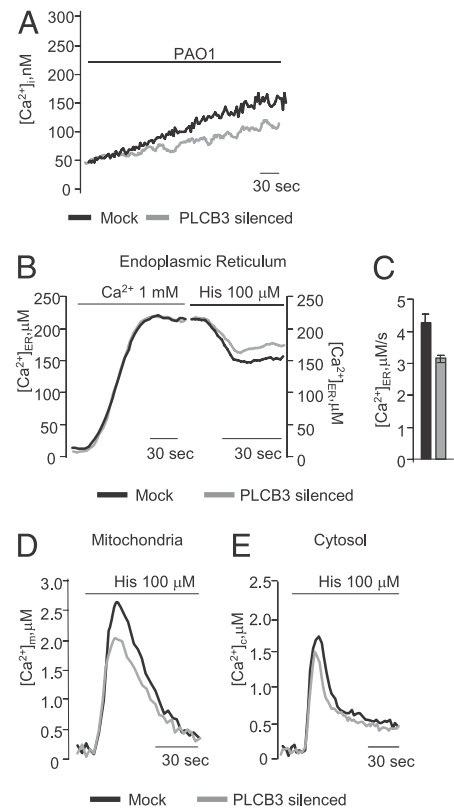 A
300
250
200
150
100
50
0
[Ca²⁺]i,nM
PAO1
30 sec
Mock
PLCB3 silenced
B
Endoplasmic Reticulum
Ca²⁺ 1 mM
His 100 μM
250
200
150
100
50
0
[Ca²⁺]ER,μM
30 sec
30 sec
250
200
150
100
50
0
[Ca²⁺]ER,μM
Mock
PLCB3 silenced
C
5
4
3
2
1
0
[Ca²⁺]ER,μM/s
D
Mitochondria
His 100 μM
3.0
2.5
2.0
1.5
1.0
0.5
0
[Ca²⁺]m,μM
30 sec
E
Cytosol
His 100 μM
2.5
2.0
1.5
1.0
0.5
0
[Ca²⁺]c,μM
30 sec
Mock
PLCB3 silenced